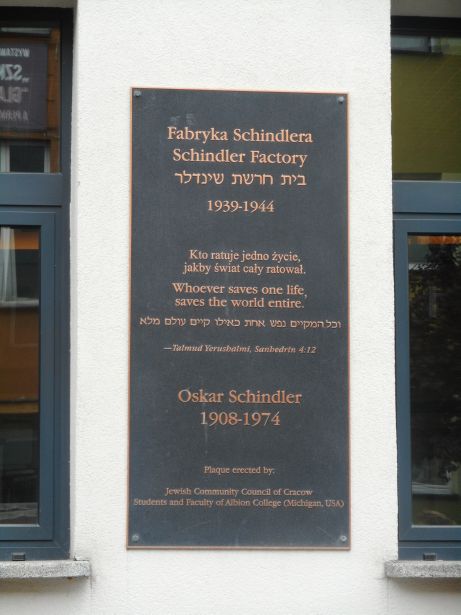 Fabryka Schindlera
Schindler Factory
בית חרשת שינדלר
1939-1944
Kto ratuje jedno życie,
jakby świat cały ratował.
Whoever saves one life,
saves the world entire.
וכל המקיים נפש אחת כאילו קיים עולם מלא
—Talmud Yerushalmi, Sanhedrin 4:12
Oskar Schindler
1908-1974
Plaque erected by:
Jewish Community Council of Cracow
Students and Faculty of Albion College (Michigan, USA)